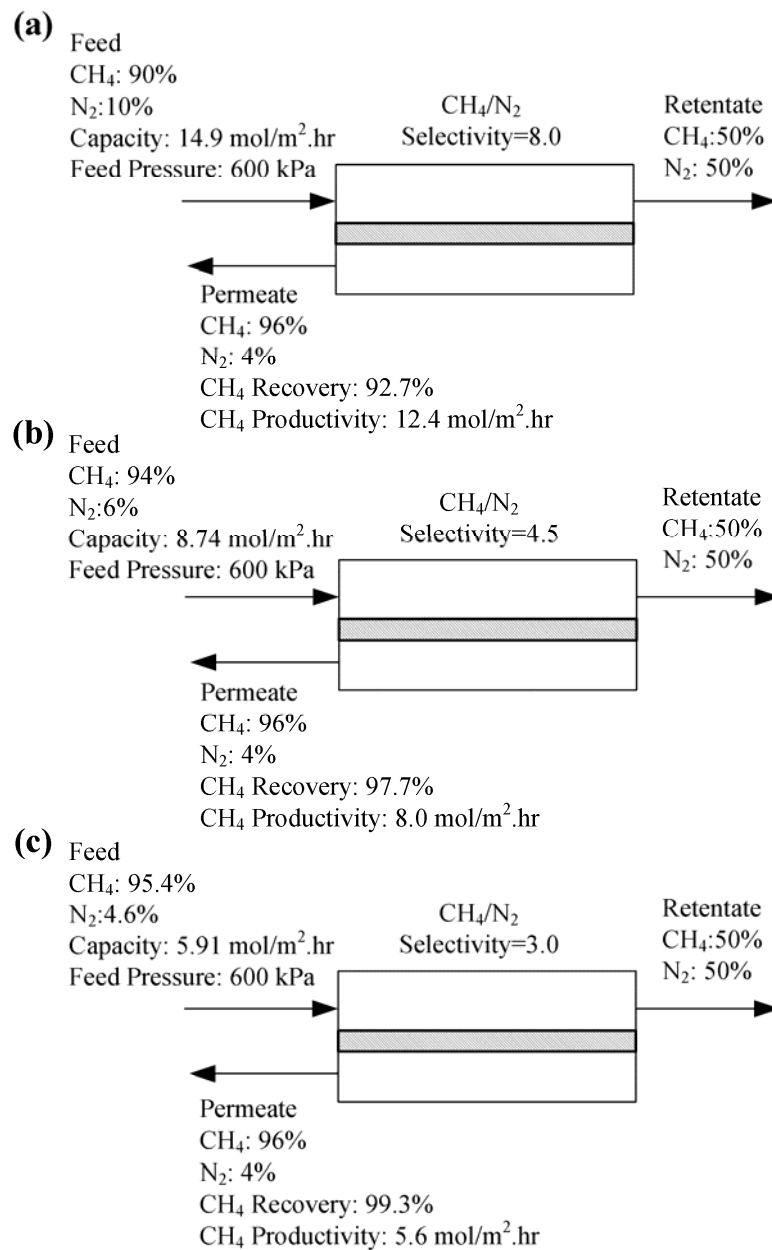 (a)
Feed
CH₄: 90%
N₂:10%
Capacity: 14.9 mol/m².hr
Feed Pressure: 600 kPa
CH₄/N₂
Selectivity=8.0
Retentate
CH₄:50%
N₂: 50%
Permeate
CH₄: 96%
N₂: 4%
CH₄ Recovery: 92.7%
CH₄ Productivity: 12.4 mol/m².hr
(b)
Feed
CH₄: 94%
N₂:6%
Capacity: 8.74 mol/m².hr
Feed Pressure: 600 kPa
CH₄/N₂
Selectivity=4.5
Retentate
CH₄:50%
N₂: 50%
Permeate
CH₄: 96%
N₂: 4%
CH₄ Recovery: 97.7%
CH₄ Productivity: 8.0 mol/m².hr
(c)
Feed
CH₄: 95.4%
N₂:4.6%
Capacity: 5.91 mol/m².hr
Feed Pressure: 600 kPa
CH₄/N₂
Selectivity=3.0
Retentate
CH₄:50%
N₂: 50%
Permeate
CH₄: 96%
N₂: 4%
CH₄ Recovery: 99.3%
CH₄ Productivity: 5.6 mol/m².hr